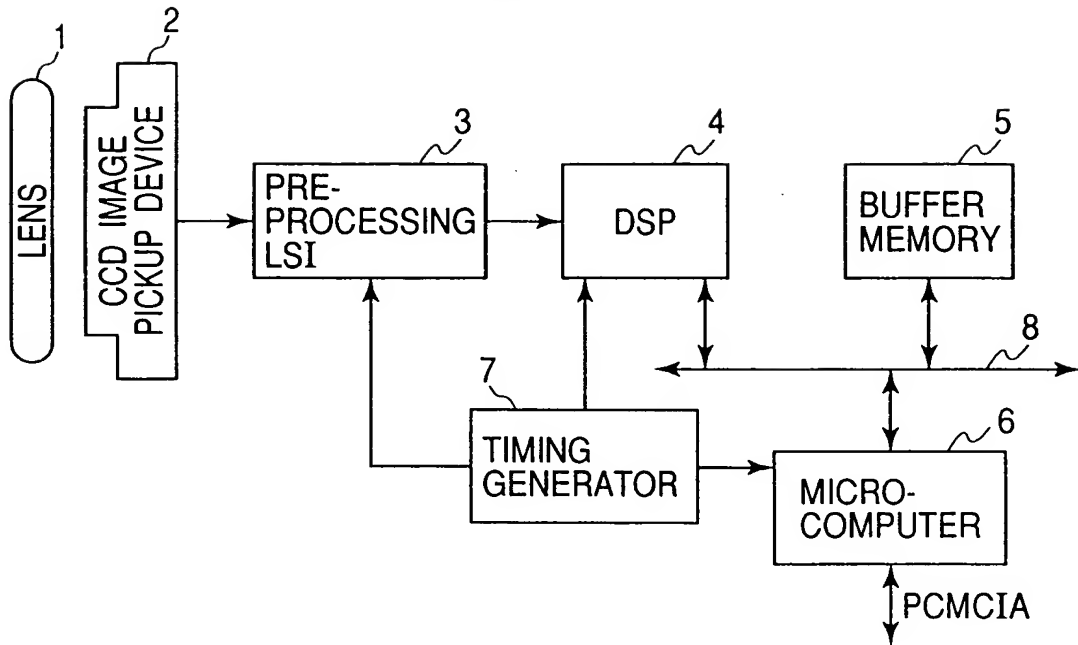 1
LENS
2
CCD IMAGE
PICKUP DEVICE
3
PRE-
PROCESSING
LSI
4
DSP
5
BUFFER
MEMORY
8
7
TIMING
GENERATOR
6
MICRO-
COMPUTER
PCMCIA